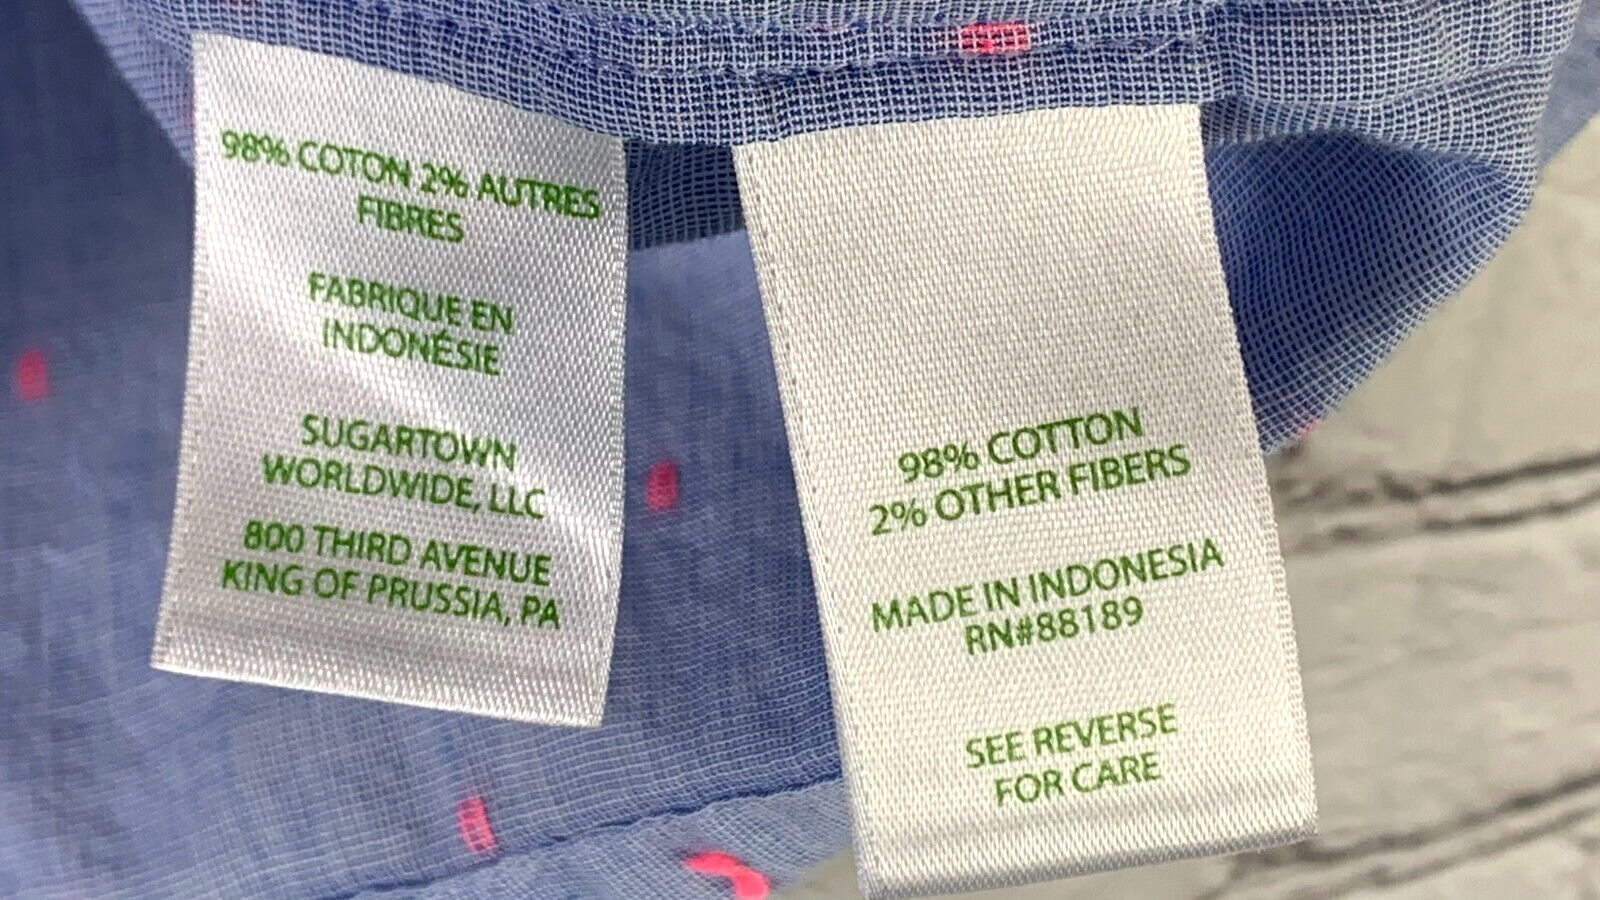 98% COTON 2% AUTRES
FIBRES
FABRIQUE EN
INDONÉSIE
SUGARTOWN
WORLDWIDE, LLC
800 THIRD AVENUE
KING OF PRUSSIA, PA
98% COTTON
2% OTHER FIBERS
MADE IN INDONESIA
RN#88189
SEE REVERSE
FOR CARE